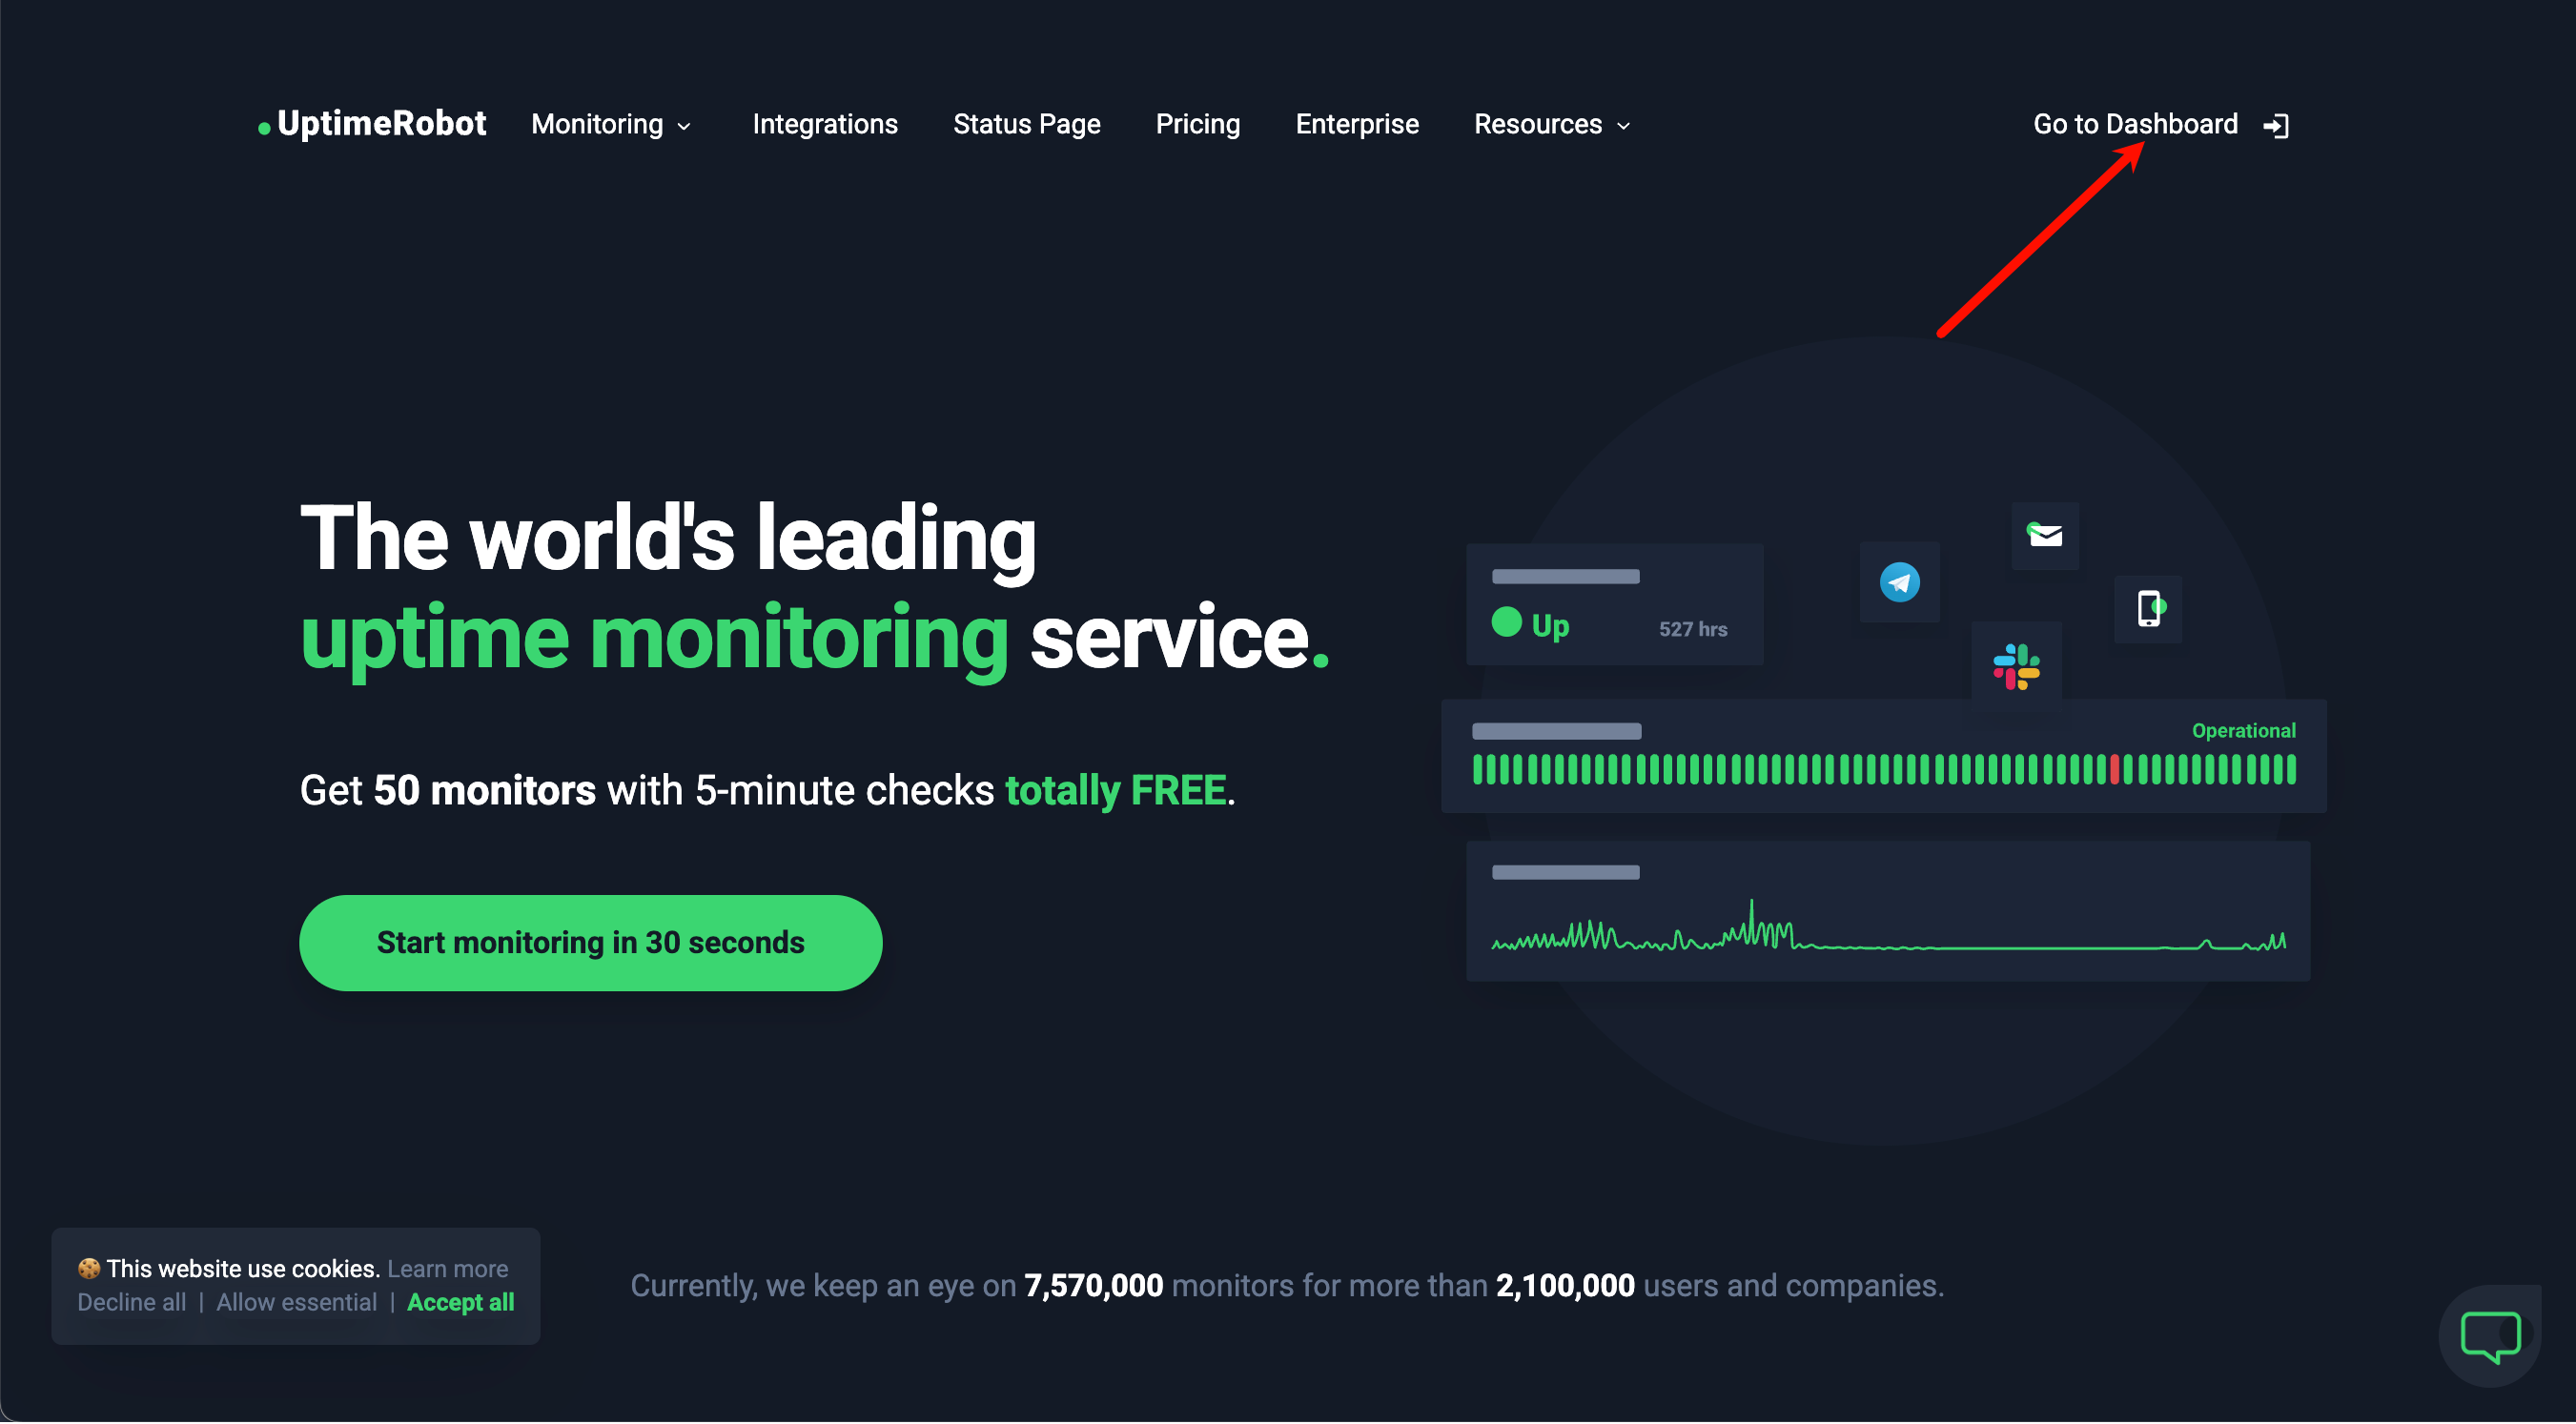 UptimeRobot
Monitoring
Integrations
Status Page
Pricing
Enterprise
Resources
Go to Dashboard
The world's leading
uptime monitoring service.
Get 50 monitors with 5-minute checks totally FREE.
Start monitoring in 30 seconds
Up
527 hrs
Operational
🍪 This website use cookies. Learn more
Decline all | Allow essential | Accept all
Currently, we keep an eye on 7,570,000 monitors for more than 2,100,000 users and companies.